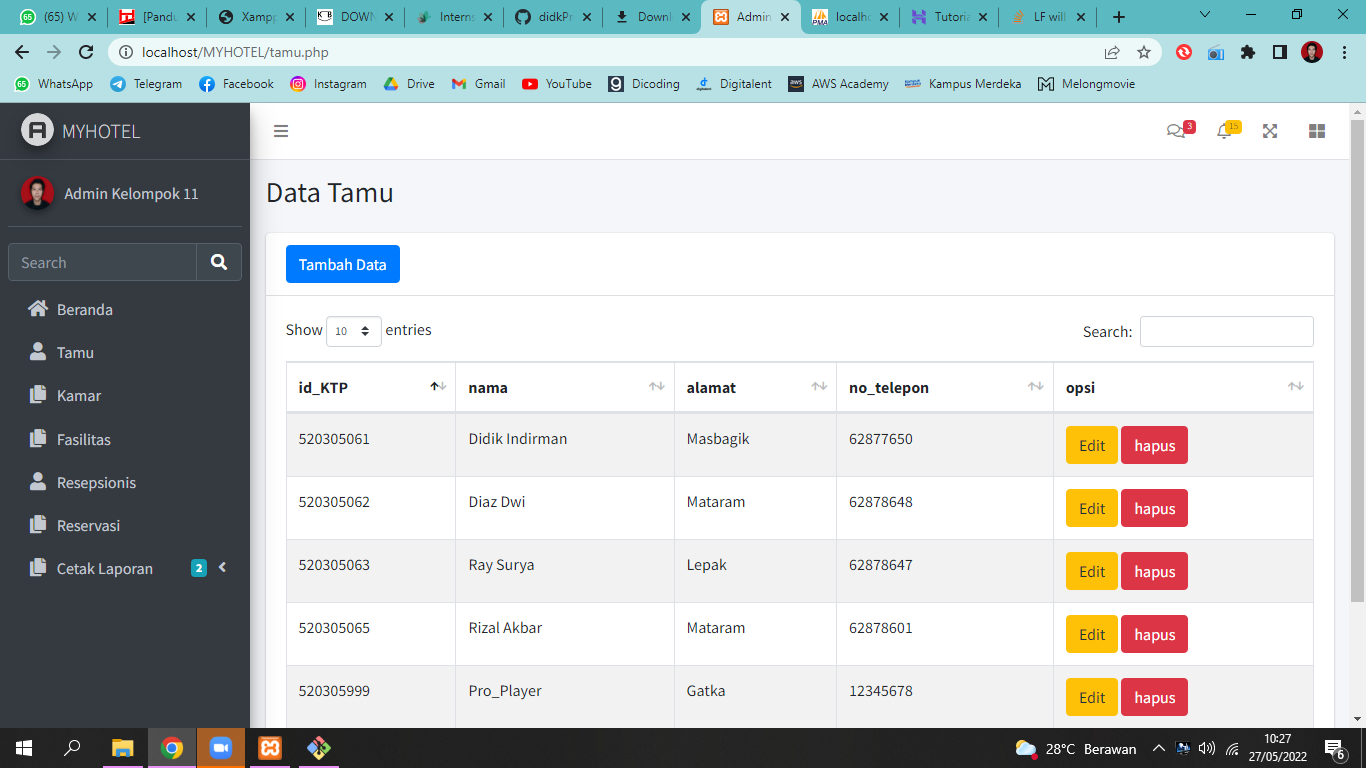 (65) W
[Pandu
Xampp
DOWN
Interns
didkPr
Downl
Admin
localho
Tutoria
LF will
localhost/MYHOTEL/tamu.php
WhatsApp Telegram Facebook Instagram Drive Gmail YouTube Dicoding Digitalent AWS Academy Kampus Merdeka Melongmovie
MYHOTEL
3
15
Admin Kelompok 11
Search
Beranda
Tamu
Kamar
Fasilitas
Resepsionis
Reservasi
Cetak Laporan 2
Data Tamu
Tambah Data
Show 10 entries
Search:
id_KTP nama alamat no_telepon opsi
520305061 Didik Indirman Masbagik 62877650 Edit hapus
520305062 Diaz Dwi Mataram 62878648 Edit hapus
520305063 Ray Surya Lepak 62878647 Edit hapus
520305065 Rizal Akbar Mataram 62878601 Edit hapus
520305999 Pro_Player Gatka 12345678 Edit hapus
28°C Berawan
10:27
27/05/2022
6